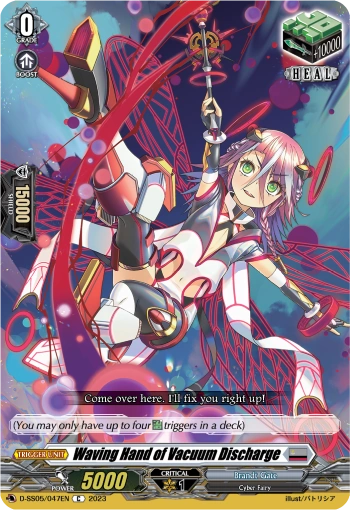 0
GRADE
BOOST
+10000
HEAL
15000
SHIELD
Come over here. I'll fix you right up!
(You may only have up to four triggers in a deck)
TRIGGER UNIT
Waving Hand of Vacuum Discharge
POWER 5000
CRITICAL
1
Brandt Gate
Cyber Fairy
D-SS05/047EN C 2023
illust/パトリシア